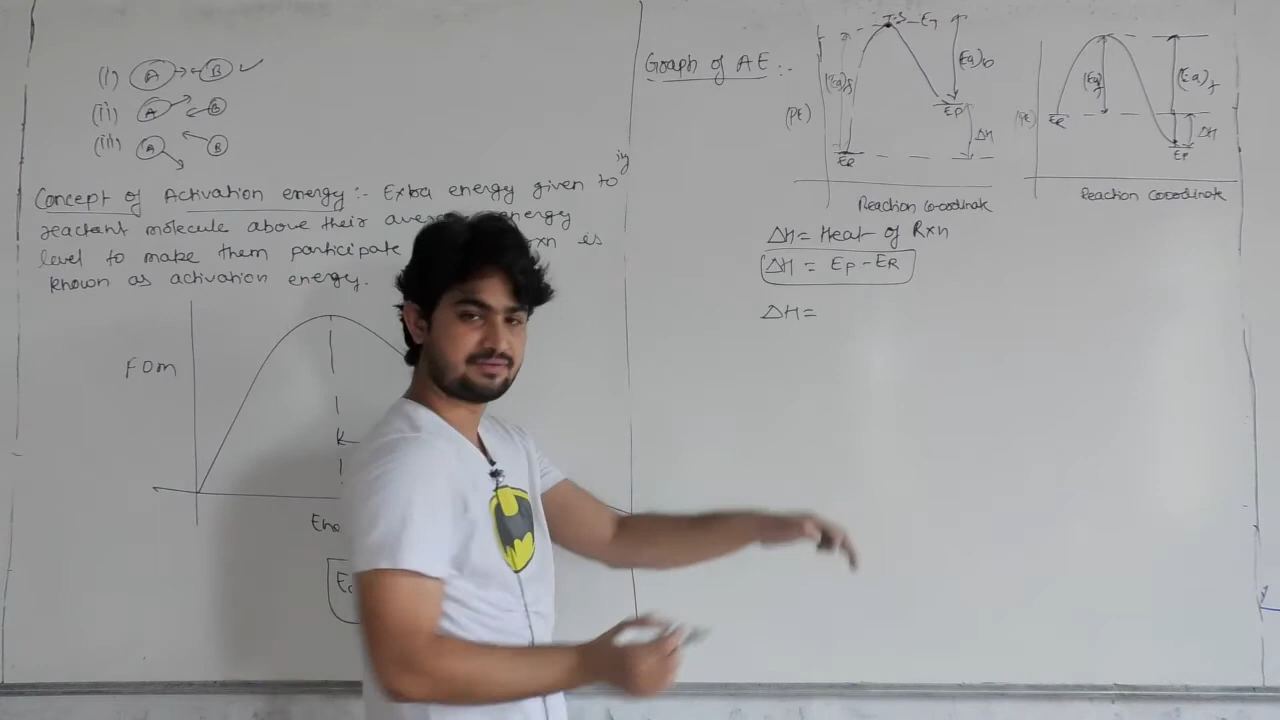 (i) A B ✓
(ii) A B
(iii) A B
Concept of Activation energy:- Extra energy given to
reactant molecule above their energy
level to make them participate is
known as activation energy.
FOm
Graph of AE:-
T.S
(Ea)f
(Ea)b
(PE)
ER
EP
ΔH
Reaction coordinate
(Ea)f
(PE)
ER
ΔH
EP
Reaction coordinate
ΔH = Heat of Rxn
ΔH = EP - ER
ΔH =